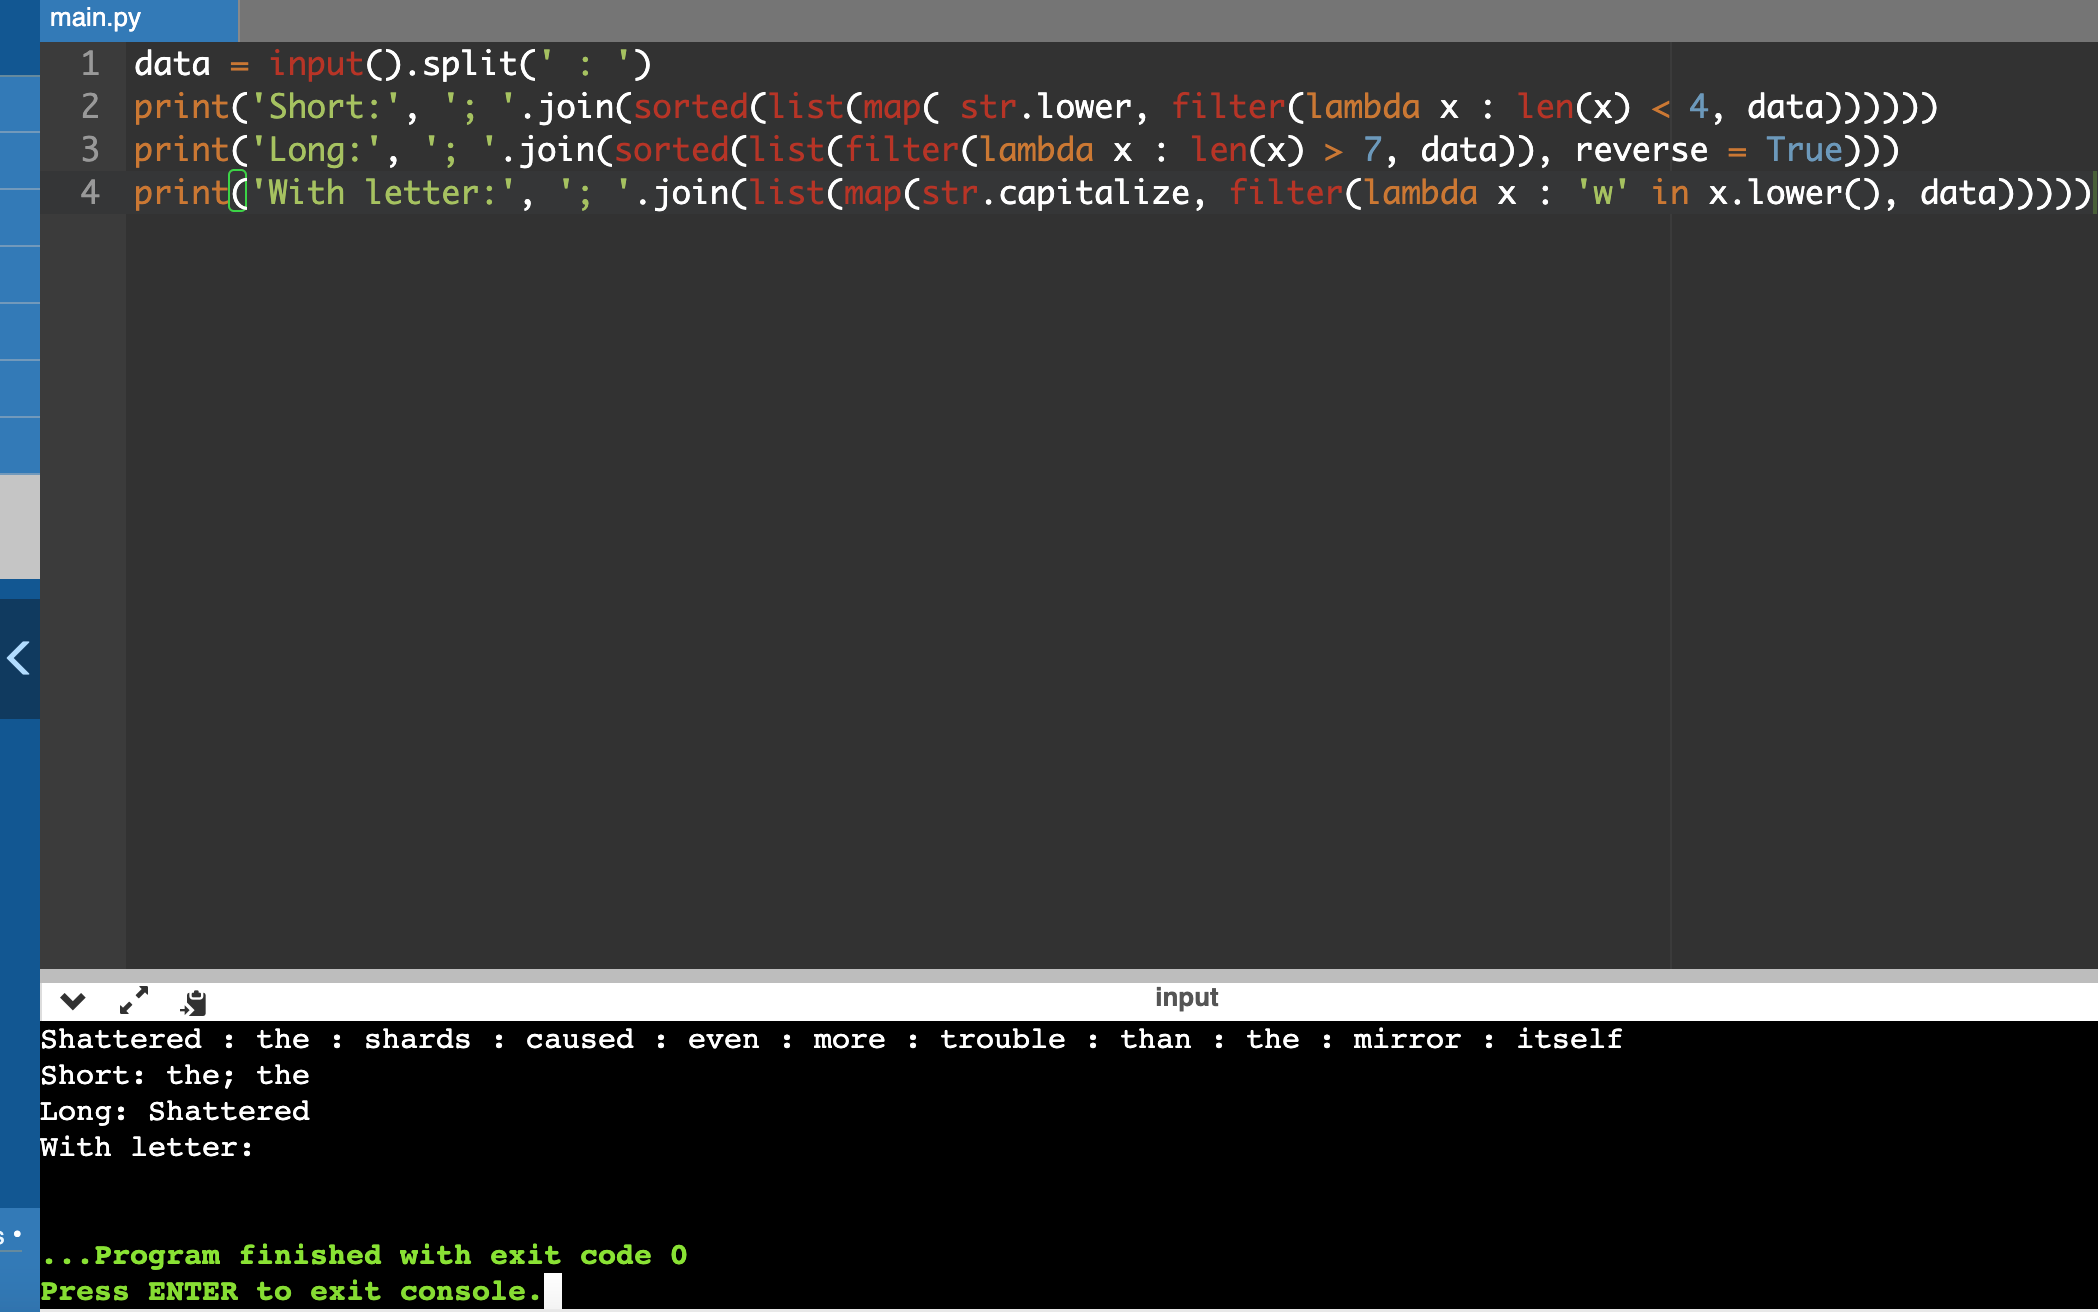 main.py
1 data = input().split(' : ')
2 print('Short:', '; '.join(sorted(list(map( str.lower, filter(lambda x : len(x) < 4, data))))))
3 print('Long:', '; '.join(sorted(list(filter(lambda x : len(x) > 7, data)), reverse = True)))
4 print('With letter:', '; '.join(list(map(str.capitalize, filter(lambda x : 'w' in x.lower(), data)))))
input
Shattered : the : shards : caused : even : more : trouble : than : the : mirror : itself
Short: the; the
Long: Shattered
With letter:
s •
...Program finished with exit code 0
Press ENTER to exit console.